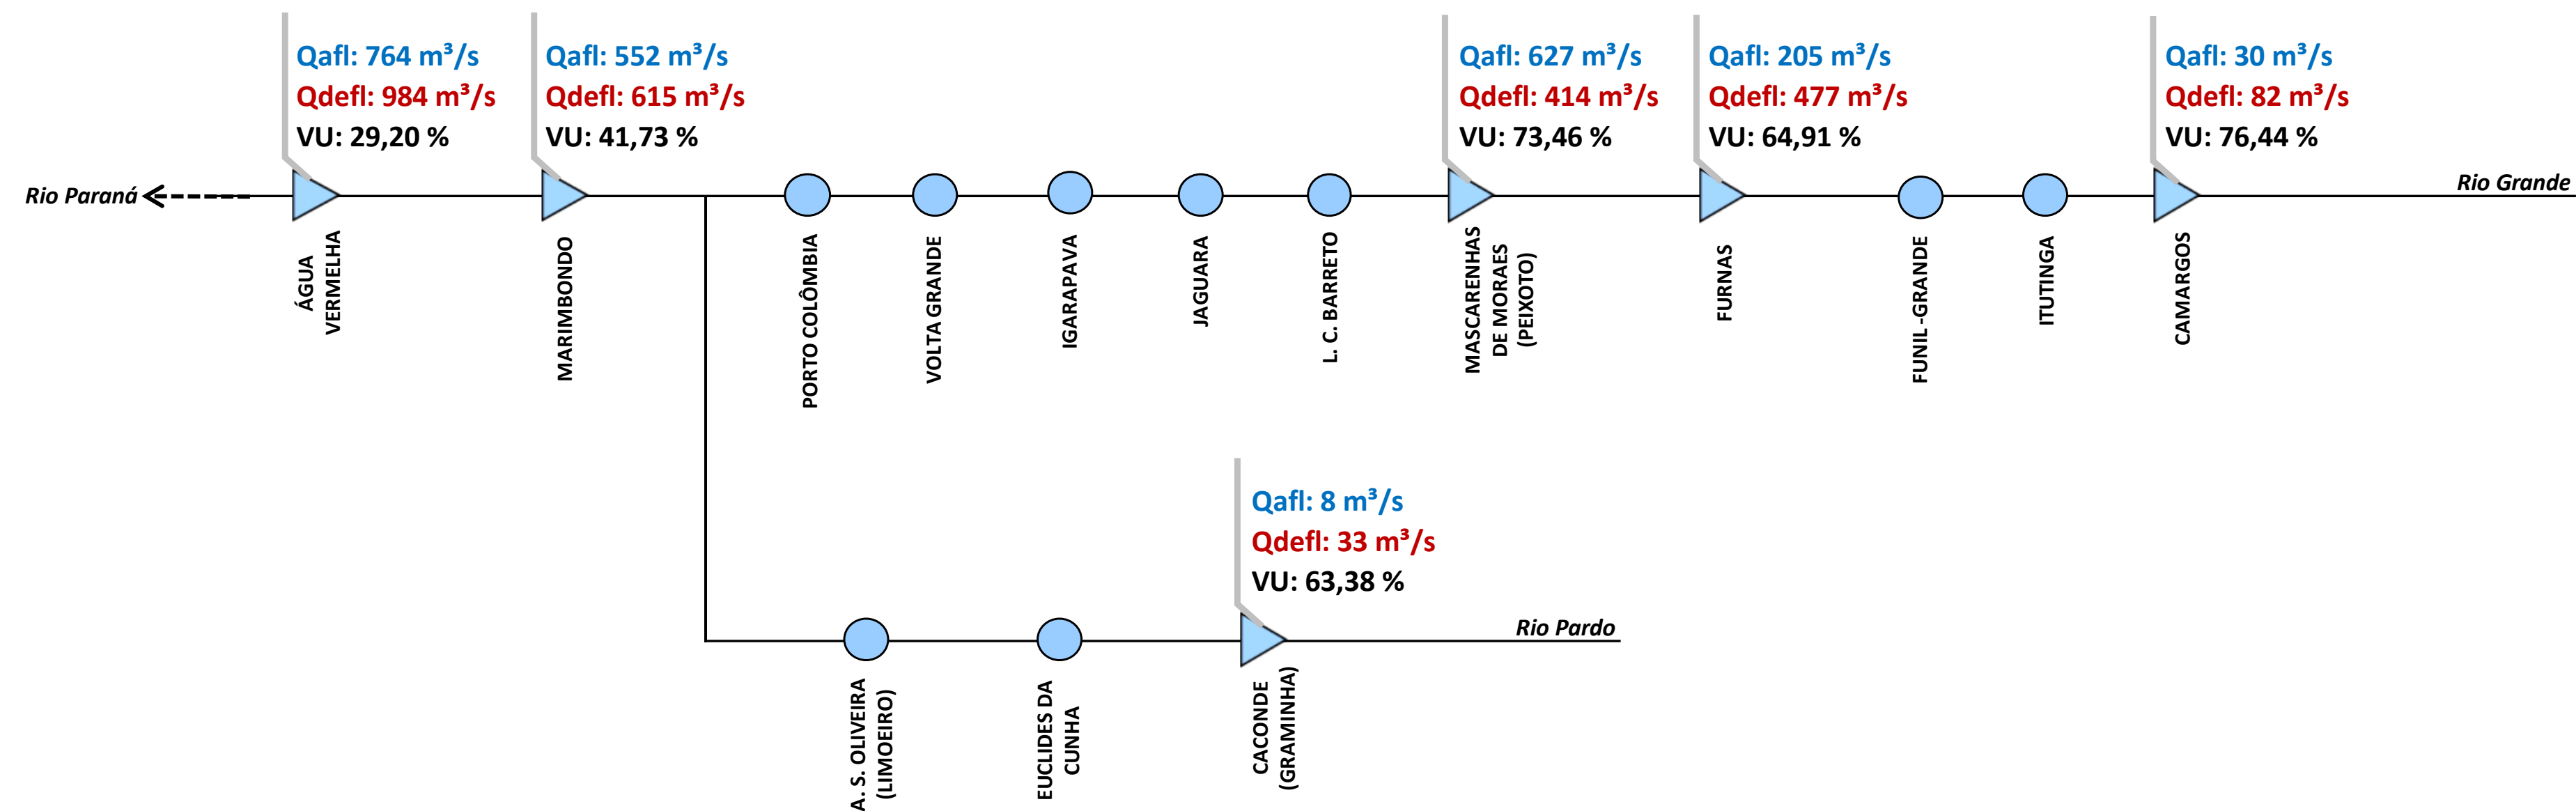 Qafl: 764 m³/s
Qdefl: 984 m³/s
VU: 29,20 %
Qafl: 552 m³/s
Qdefl: 615 m³/s
VU: 41,73 %
Qafl: 627 m³/s
Qdefl: 414 m³/s
VU: 73,46 %
Qafl: 205 m³/s
Qdefl: 477 m³/s
VU: 64,91 %
Qafl: 30 m³/s
Qdefl: 82 m³/s
VU: 76,44 %
Rio Paraná
Rio Grande
ÁGUA
VERMELHA
MARIMBONDO
PORTO COLÔMBIA
VOLTA GRANDE
IGARAPAVA
JAGUARA
L. C. BARRETO
MASCARENHAS
DE MORAES
(PEIXOTO)
FURNAS
FUNIL -GRANDE
ITUTINGA
CAMARGOS
Qafl: 8 m³/s
Qdefl: 33 m³/s
VU: 63,38 %
Rio Pardo
A. S. OLIVEIRA
(LIMOEIRO)
EUCLIDES DA
CUNHA
CACONDE
(GRAMINHA)